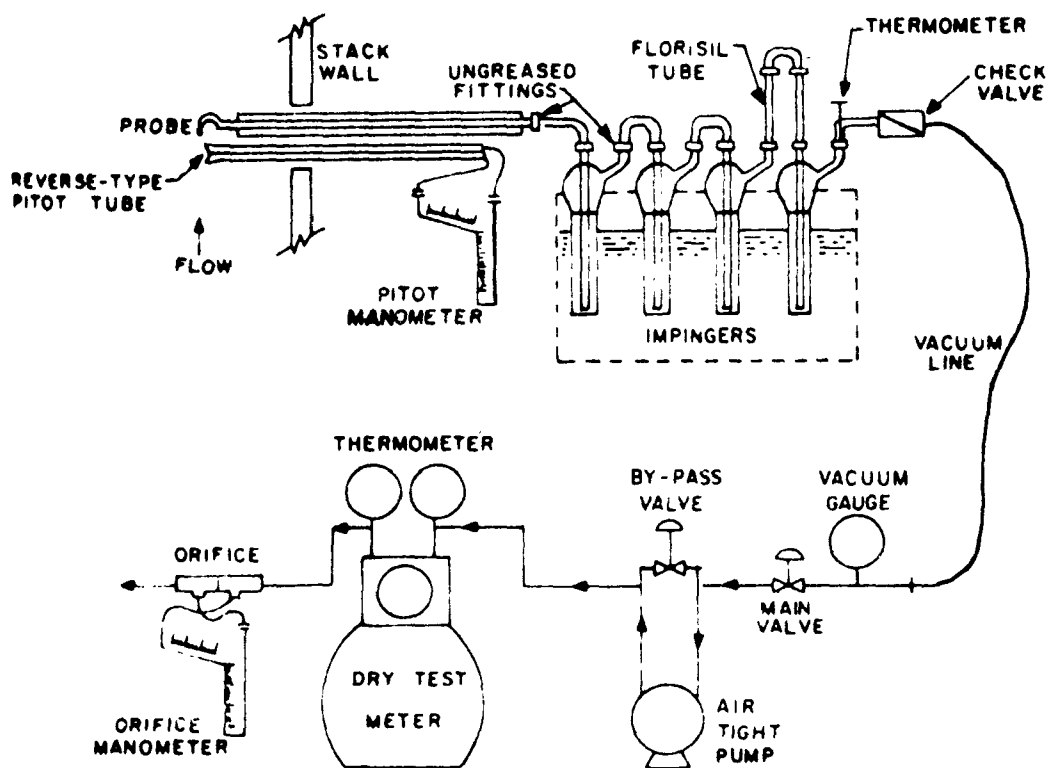 THERMOMETER
STACK
WALL
FLORISIL
TUBE
UNGREASED
FITTINGS
CHECK
VALVE
PROBE
REVERSE-TYPE
PITOT TUBE
FLOW
PITOT
MANOMETER
IMPINGERS
VACUUM
LINE
THERMOMETER
BY-PASS
VALVE
VACUUM
GAUGE
ORIFICE
MAIN
VALVE
DRY TEST
METER
ORIFICE
MANOMETER
AIR
TIGHT
PUMP